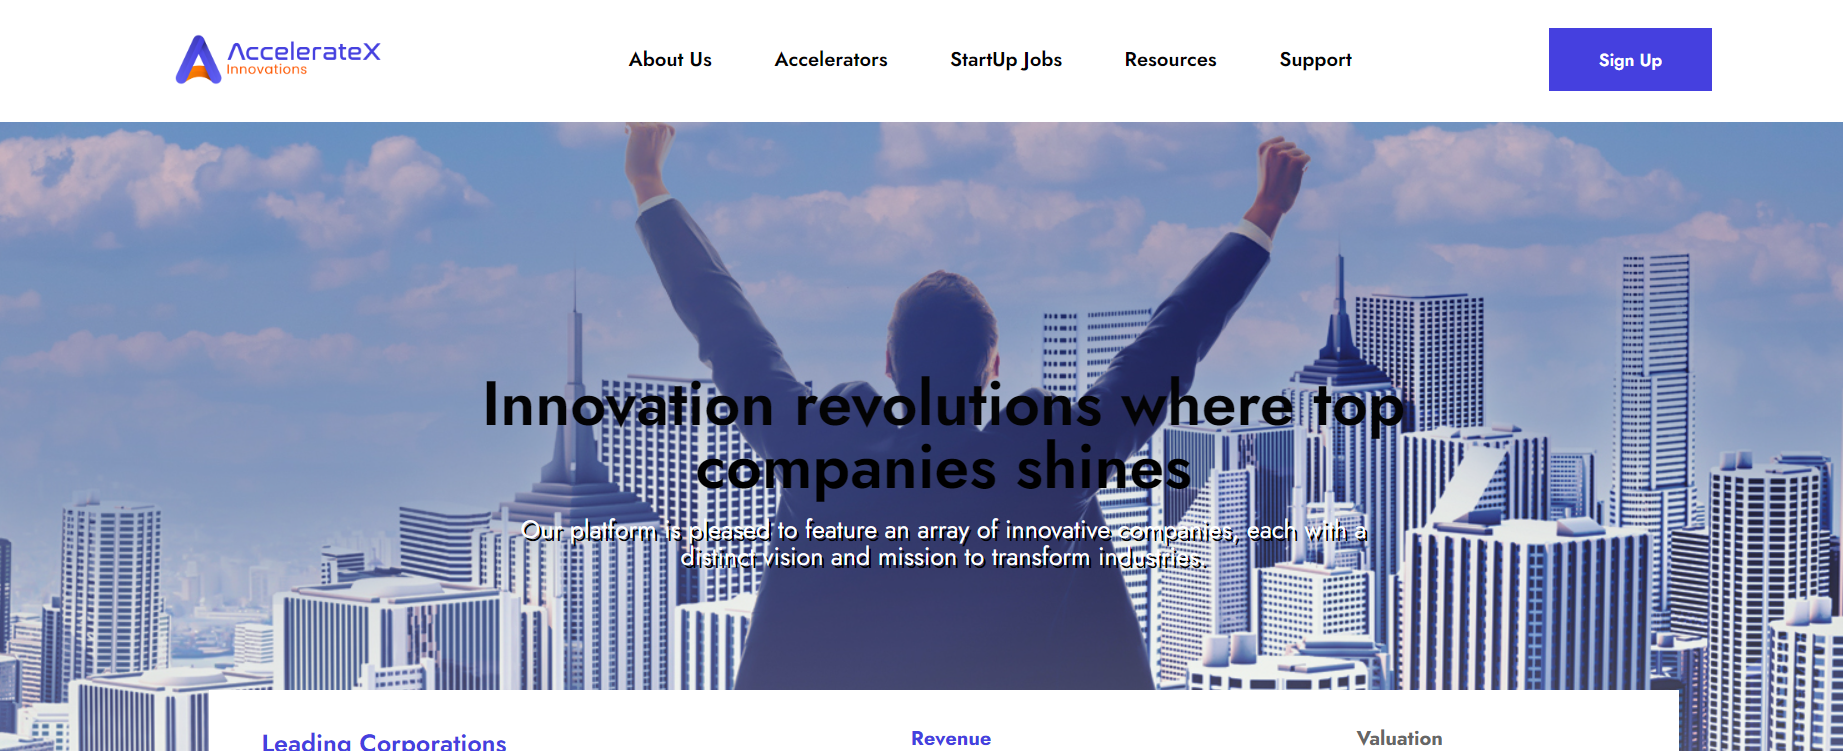 AccelerateX
Innovations
About Us
Accelerators
StartUp Jobs
Resources
Support
Sign Up
Innovation revolutions where top
companies shines
Our platform is pleased to feature an array of innovative companies, each with a
distinct vision and mission to transform industries.
Leading Corporations
Revenue
Valuation